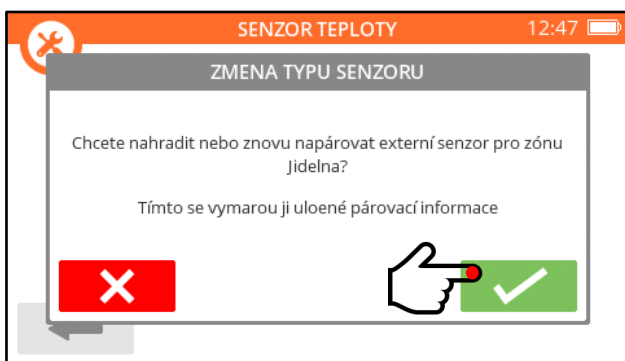 SENZOR TEPLOTY 12:47
ZMENA TYPU SENZORU
Chcete nahradit nebo znovu napárovat externí senzor pro zónu
Jidelna?
Tímto se vymarou ji uloené párovací informace